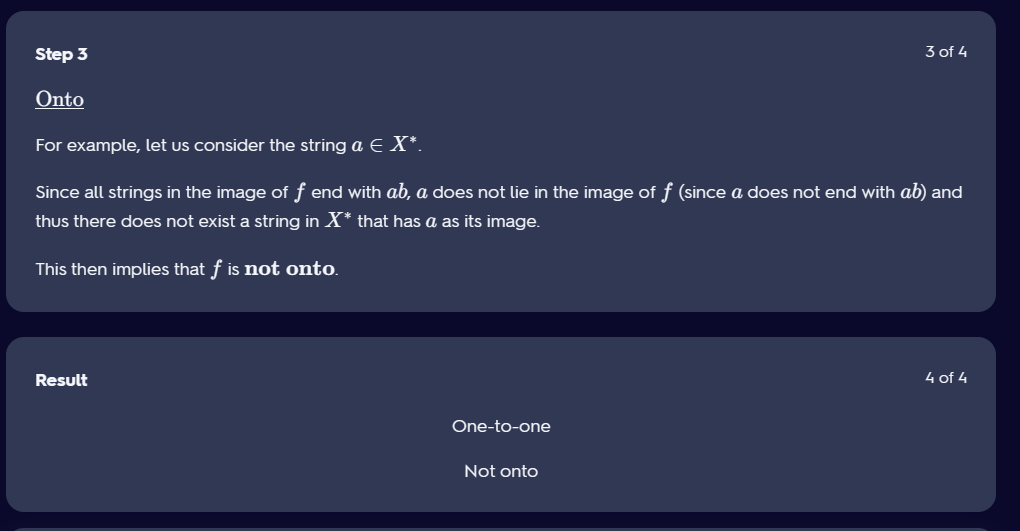 Step 3
3 of 4
Onto
For example, let us consider the string a ∈ X*.
Since all strings in the image of f end with ab, a does not lie in the image of f (since a does not end with ab) and
thus there does not exist a string in X* that has a as its image.
This then implies that f is not onto.
Result
4 of 4
One-to-one
Not onto